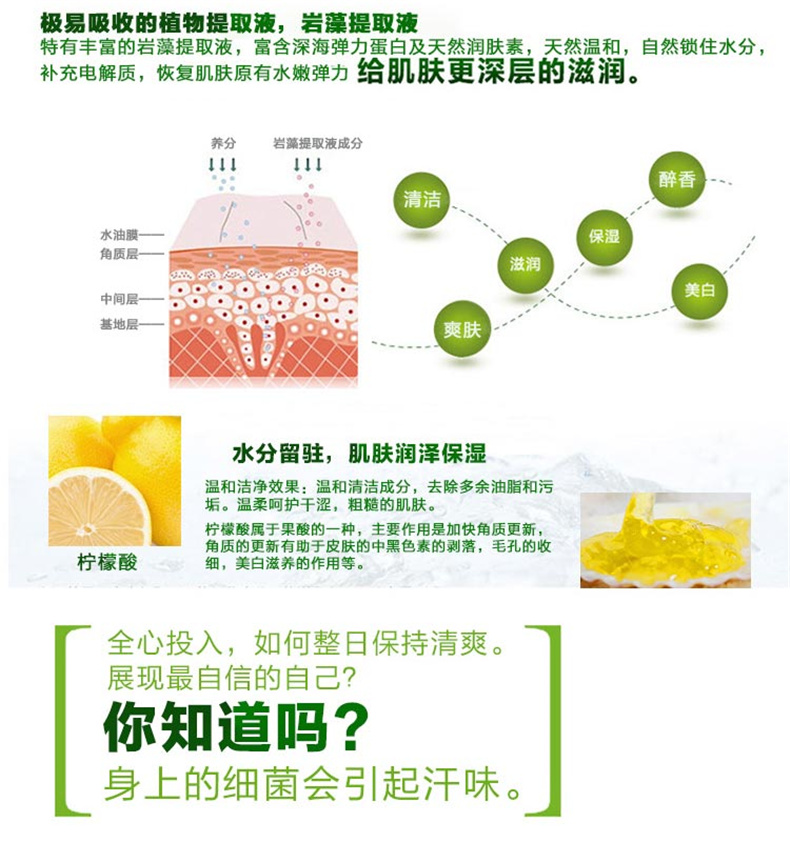 极易吸收的植物提取液，岩藻提取液
特有丰富的岩藻提取液，富含深海弹力蛋白及天然润肤素，天然温和，自然锁住水分，
补充电解质，恢复肌肤原有水嫩弹力 给肌肤更深层的滋润。
养分
岩藻提取液成分
水油膜
角质层
中间层
基地层
清洁
滋润
爽肤
保湿
醉香
美白
水分留驻，肌肤润泽保湿
温和洁净效果：温和清洁成分，去除多余油脂和污
垢。温柔呵护干涩，粗糙的肌肤。
柠檬酸属于果酸的一种，主要作用是加快角质更新，
角质的更新有助于皮肤的中黑色素的剥落，毛孔的收
细，美白滋养的作用等。
柠檬酸
全心投入，如何整日保持清爽。
展现最自信的自己？
你知道吗？
身上的细菌会引起汗味。